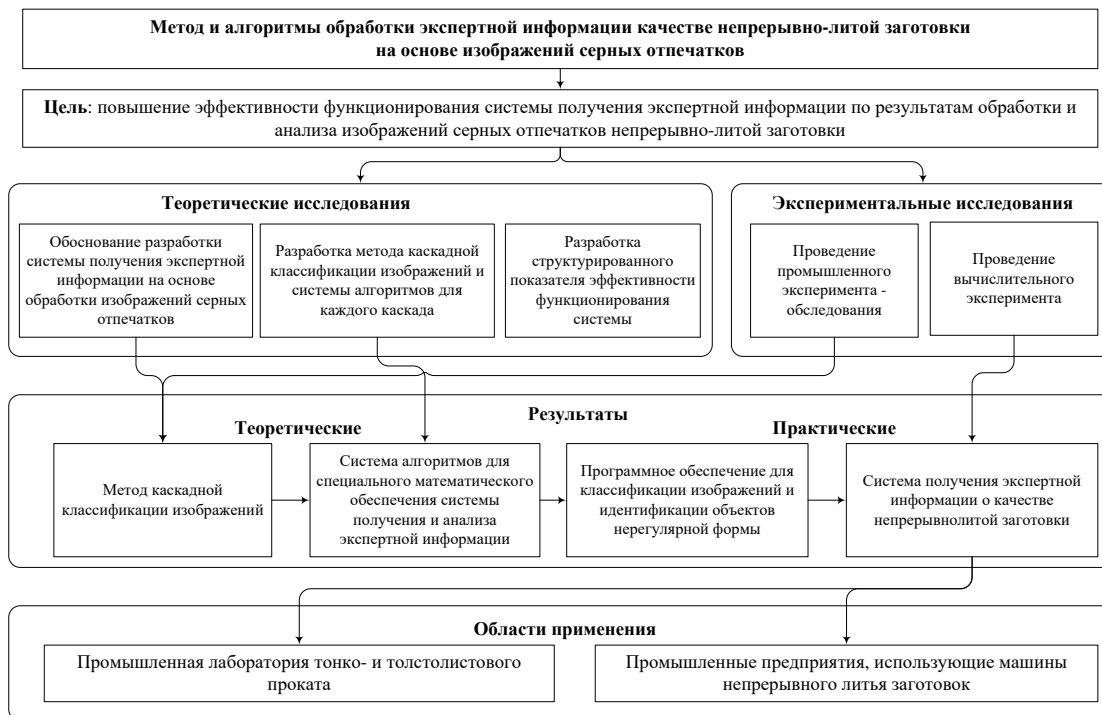 Метод и алгоритмы обработки экспертной информации качестве непрерывно-литой заготовки
на основе изображений серных отпечатков
Цель: повышение эффективности функционирования системы получения экспертной информации по результатам обработки и
анализа изображений серных отпечатков непрерывно-литой заготовки
Теоретические исследования
Обоснование разработки
системы получения экспертной
информации на основе
обработки изображений серных
отпечатков
Разработка метода каскадной
классификации изображений и
системы алгоритмов для
каждого каскада
Разработка
структурированного
показателя эффективности
функционирования
системы
Экспериментальные исследования
Проведение
промышленного
эксперимента -
обследования
Проведение
вычислительного
эксперимента
Результаты
Теоретические
Практические
Метод каскадной
классификации изображений
Система алгоритмов для
специального математического
обеспечения системы
получения и анализа
экспертной информации
Программное обеспечение для
классификации изображений и
идентификации объектов
нерегулярной формы
Система получения экспертной
информации о качестве
непрерывнолитой заготовки
Области применения
Промышленная лаборатория тонко- и толстолистового
проката
Промышленные предприятия, использующие машины
непрерывного литья заготовок